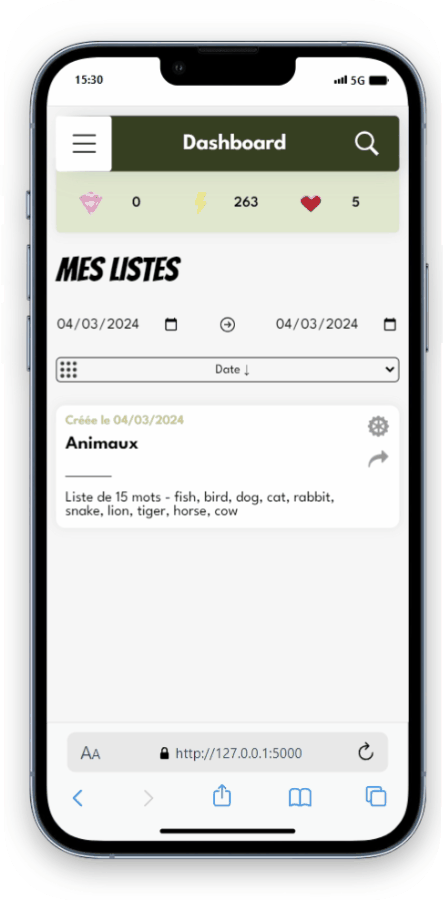 15:30 5G
Dashboard
0 263 5
MES LISTES
04/03/2024 04/03/2024
Date ↓
Créée le 04/03/2024
Animaux
Liste de 15 mots - fish, bird, dog, cat, rabbit,
snake, lion, tiger, horse, cow
AA http://127.0.0.1:5000